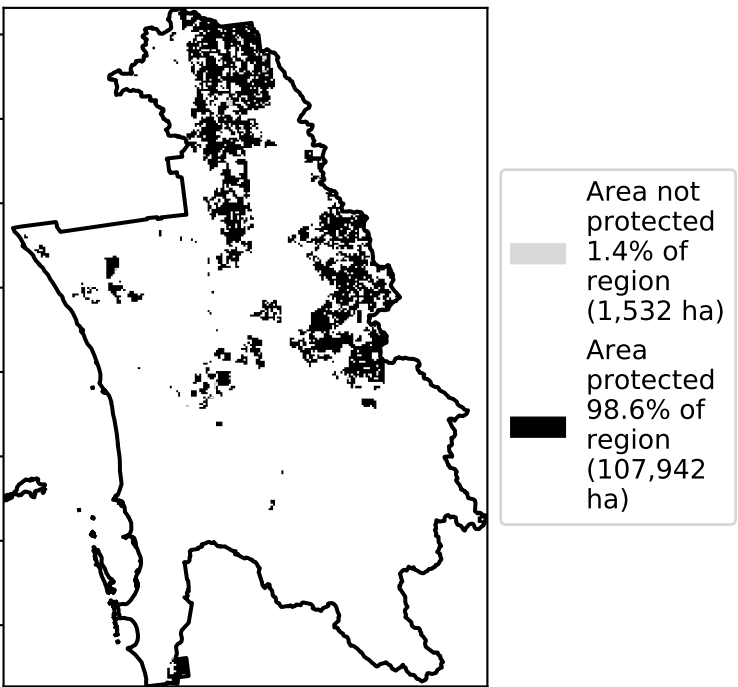 Area not
protected
1.4% of
region
(1,532 ha)
Area
protected
98.6% of
region
(107,942
ha)